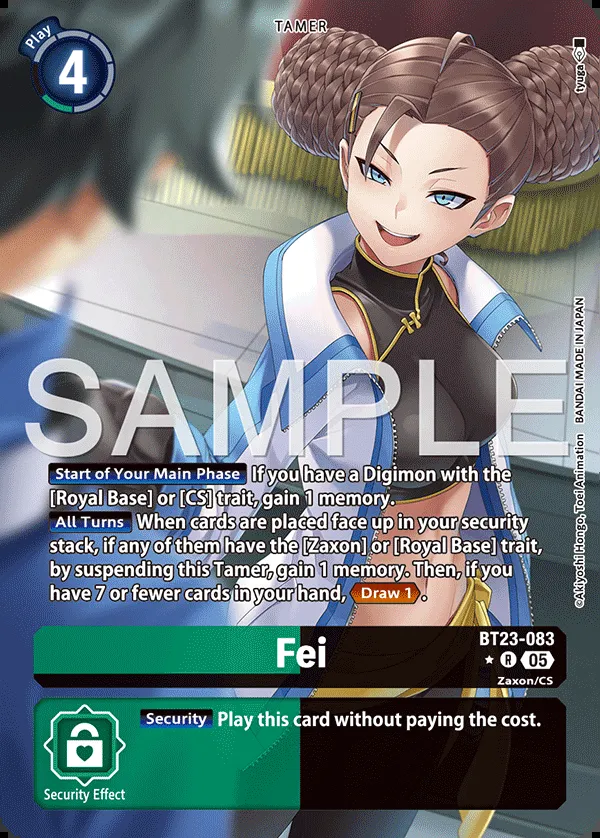 TAMER
Play
4
tyuga
SAMPLE
Start of Your Main Phase If you have a Digimon with the
[Royal Base] or [CS] trait, gain 1 memory.
All Turns When cards are placed face up in your security
stack, if any of them have the [Zaxon] or [Royal Base] trait,
by suspending this Tamer, gain 1 memory. Then, if you
have 7 or fewer cards in your hand, Draw 1.
©Akiyoshi Hongo, Toei Animation BANDAI MADE IN JAPAN
Fei
BT23-083
R 05
Zaxon/CS
Security Play this card without paying the cost.
Security Effect